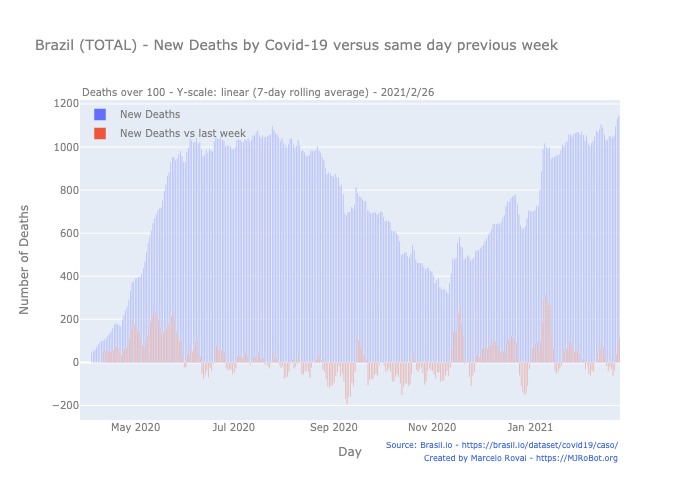 Brazil (TOTAL) - New Deaths by Covid-19 versus same day previous week
Deaths over 100 - Y-scale: linear (7-day rolling average) - 2021/2/26
New Deaths
New Deaths vs last week
1200
1000
800
600
400
200
0
−200
Number of Deaths
May 2020 Jul 2020 Sep 2020 Nov 2020 Jan 2021
Day
Source: Brasil.io - https://brasil.io/dataset/covid19/caso/
Created by Marcelo Rovai - https://MJRoBot.org